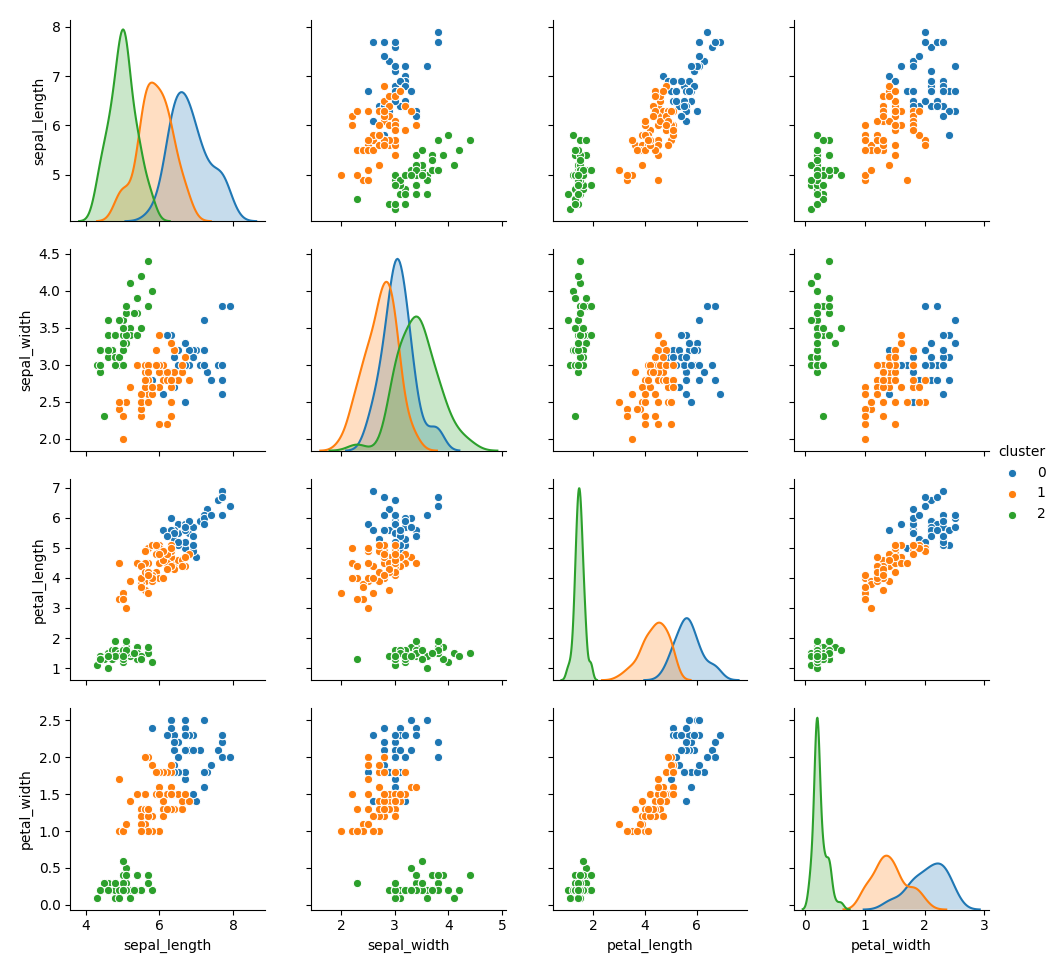 8
7
6
5
sepal_length
4.5
4.0
3.5
3.0
2.5
2.0
sepal_width
cluster
0
1
2
7
6
5
4
3
2
1
petal_length
2.5
2.0
1.5
1.0
0.5
0.0
petal_width
4 6 8
2 3 4 5
2 4 6
0 1 2 3
sepal_length sepal_width petal_length petal_width